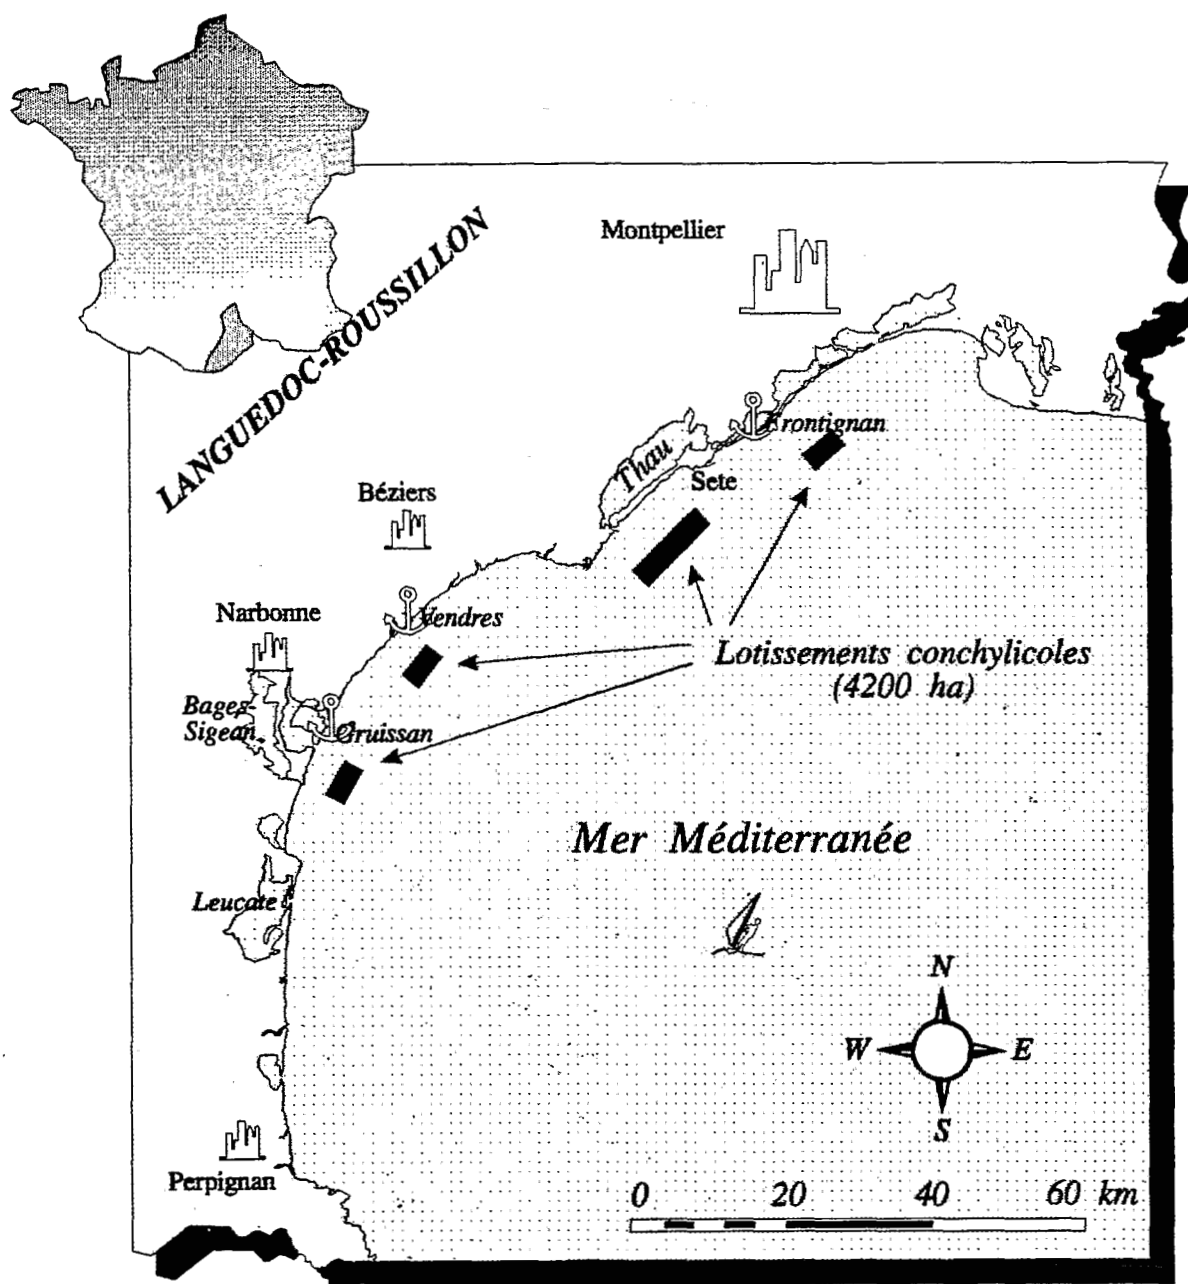 Montpellier
LANGUEDOC-ROUSSILLON
Frontignan
Thau
Sete
Béziers
Vendres
Narbonne
Lotissements conchylicoles
(4200 ha)
Bages-
Sigean
Gruissan
Mer Méditerranée
Leucate
N
W E
S
Perpignan
0 20 40 60 km